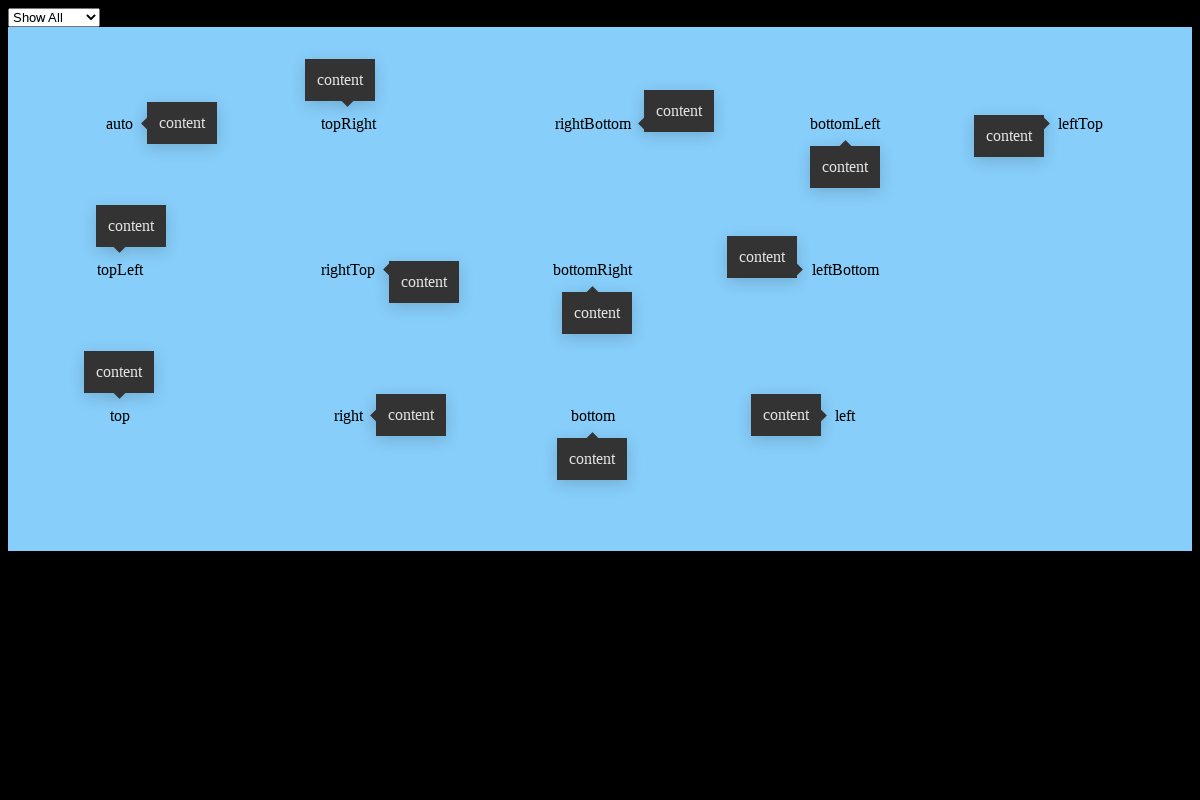 Show All
content
topRight
auto
content
rightBottom
content
bottomLeft
content
content
leftTop
content
topLeft
rightTop
content
bottomRight
content
content
leftBottom
content
top
right
content
bottom
content
content
left